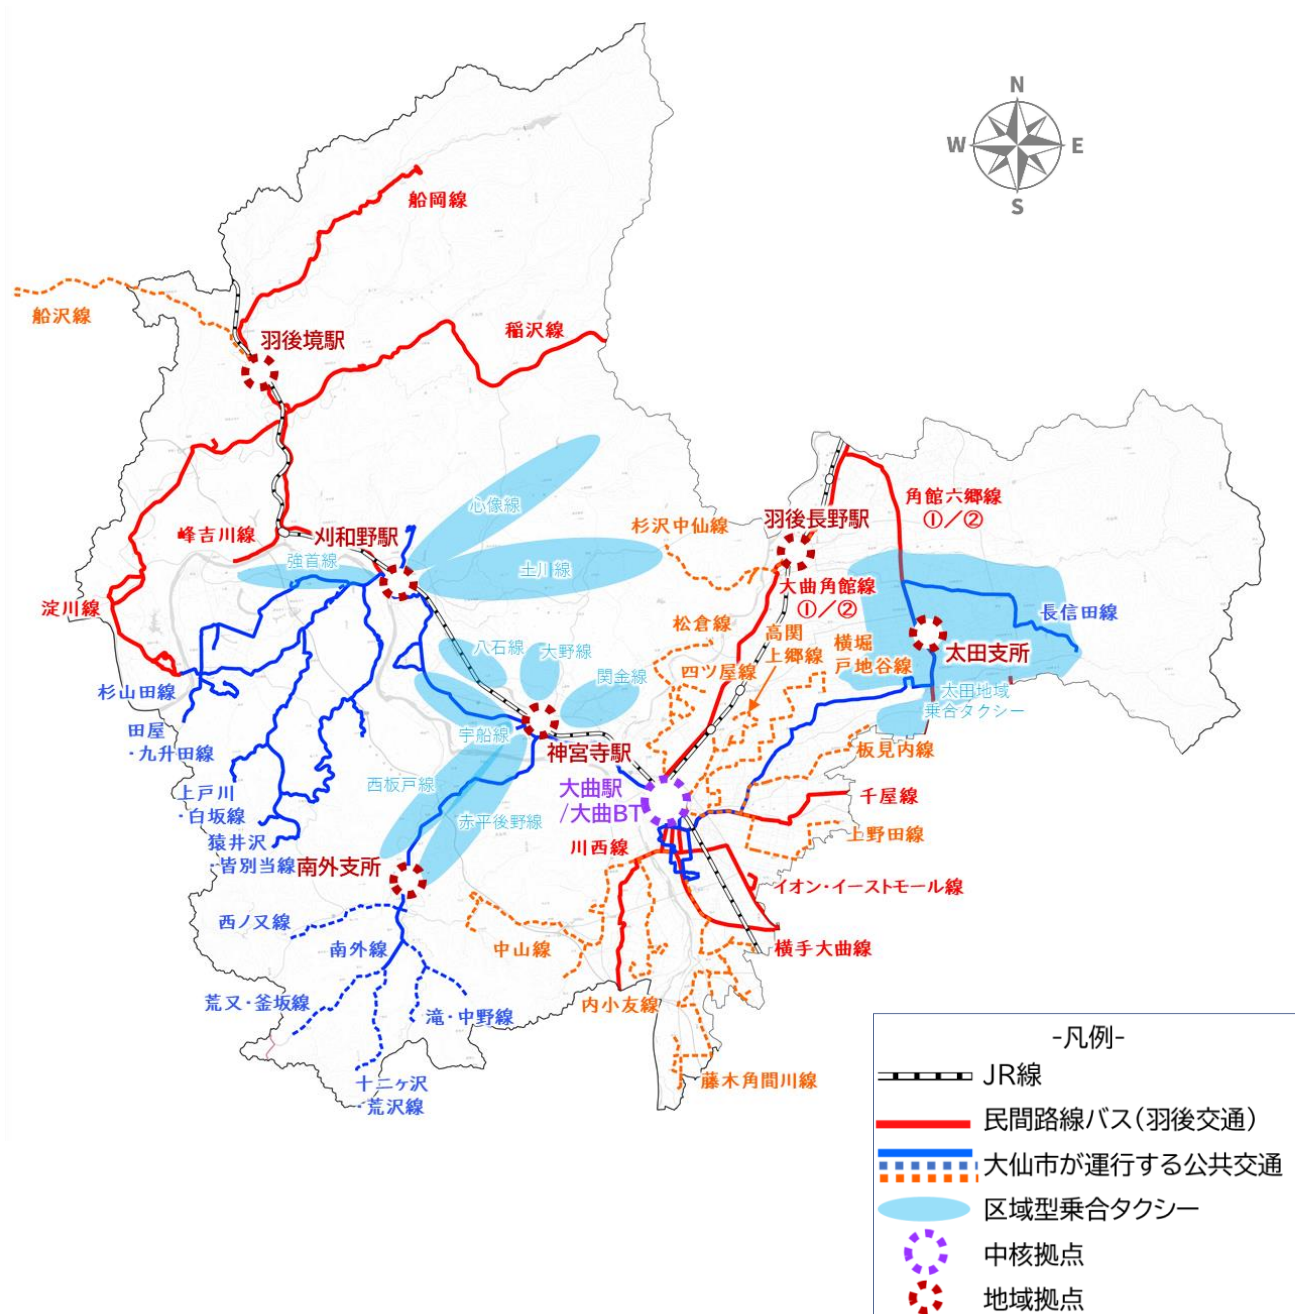 N
W
E
S
船岡線
船沢線
羽後境駅
稲沢線
心像線
杉沢中仙線
羽後長野駅
角館六郷線
①／②
峰吉川線
刈和野駅
強首線
土川線
大曲角館線
①／②
淀川線
松倉線
高関
上郷線
横堀
戸地谷線
長信田線
八石線
大野線
関金線
四ツ屋線
太田支所
杉山田線
太田地域
乗合タクシー
田屋
・九升田線
宇船線
神宮寺駅
板見内線
西板戸線
大曲駅
/大曲BT
上戸川
・白坂線
千屋線
赤平後野線
上野田線
猿井沢
・皆別当線
南外支所
川西線
イオン・イーストモール線
西ノ又線
南外線
中山線
横手大曲線
荒又・釜坂線
滝・中野線
内小友線
十二ヶ沢
・荒沢線
藤木角間川線
-凡例-
JR線
民間路線バス（羽後交通）
大仙市が運行する公共交通
区域型乗合タクシー
中核拠点
地域拠点